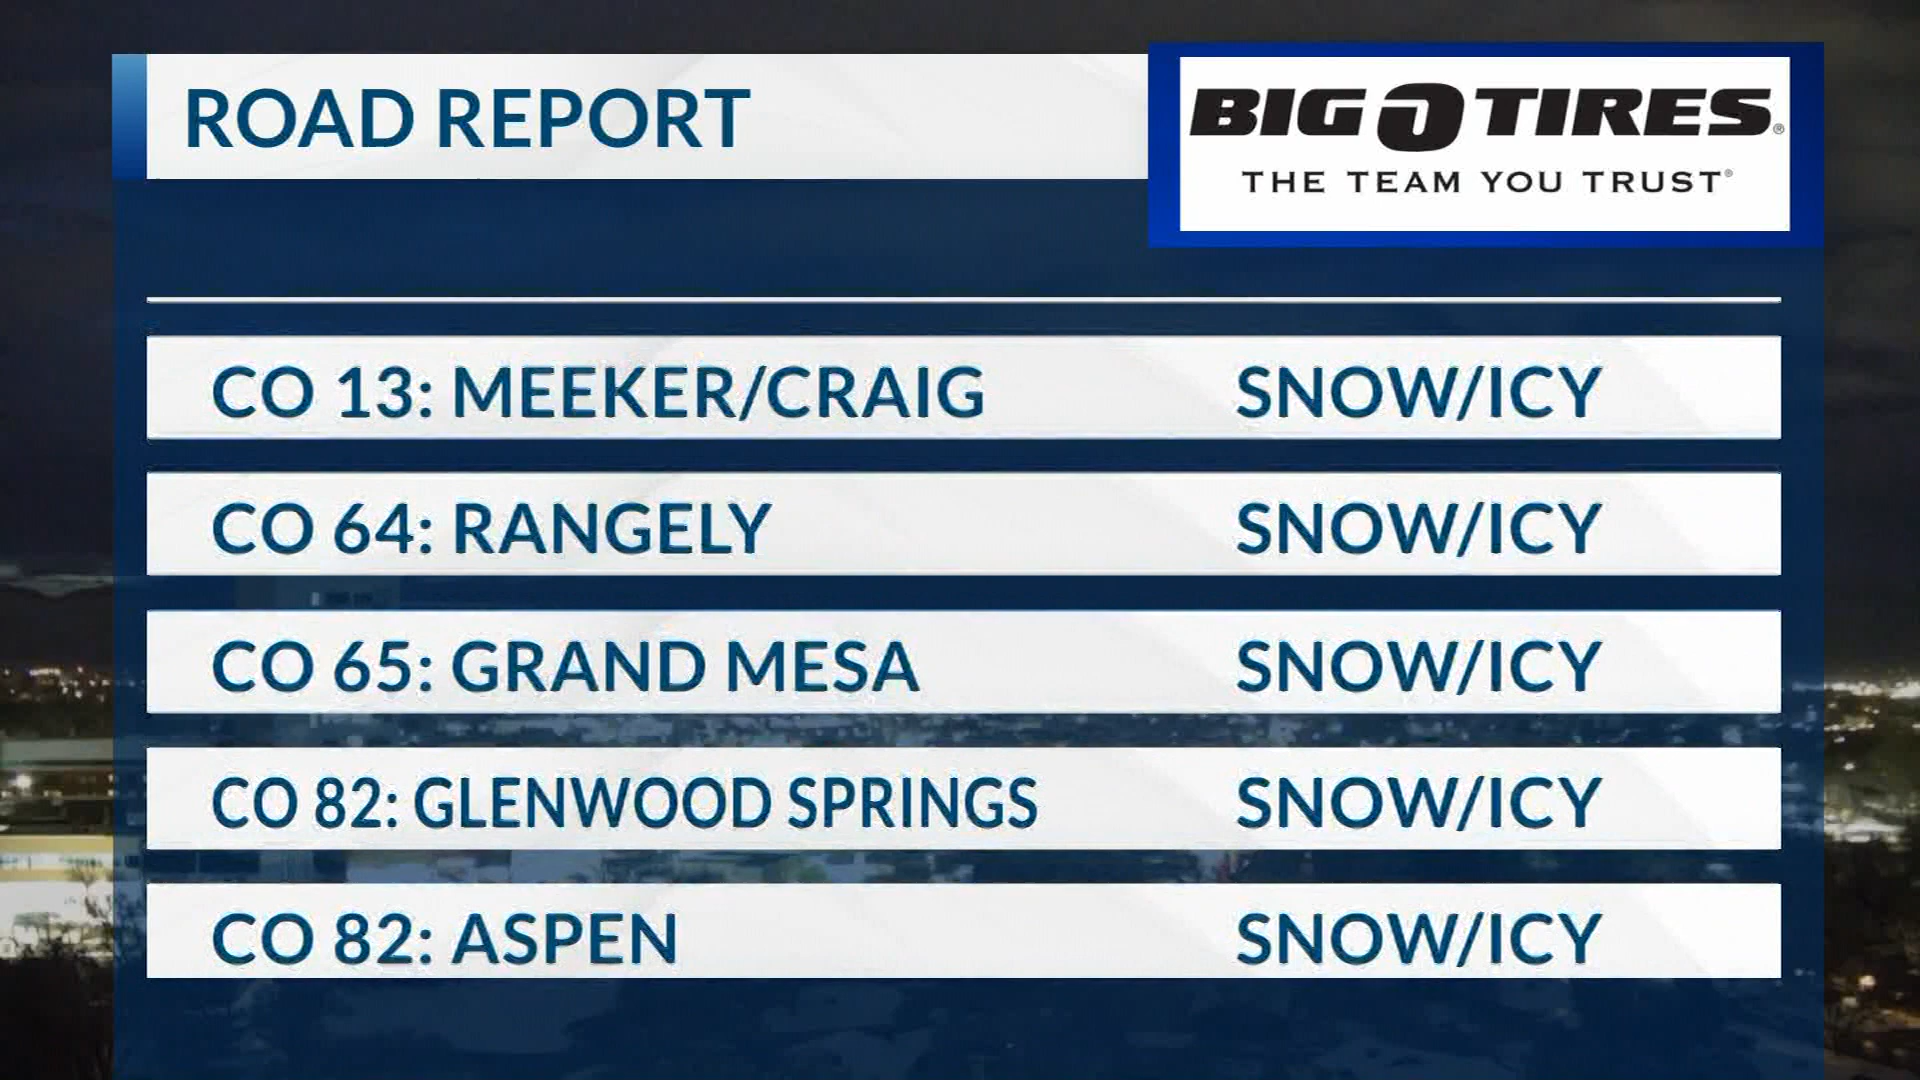 ROAD REPORT
BIG O TIRES®
THE TEAM YOU TRUST®
CO 13: MEEKER/CRAIG SNOW/ICY
CO 64: RANGELY SNOW/ICY
CO 65: GRAND MESA SNOW/ICY
CO 82: GLENWOOD SPRINGS SNOW/ICY
CO 82: ASPEN SNOW/ICY